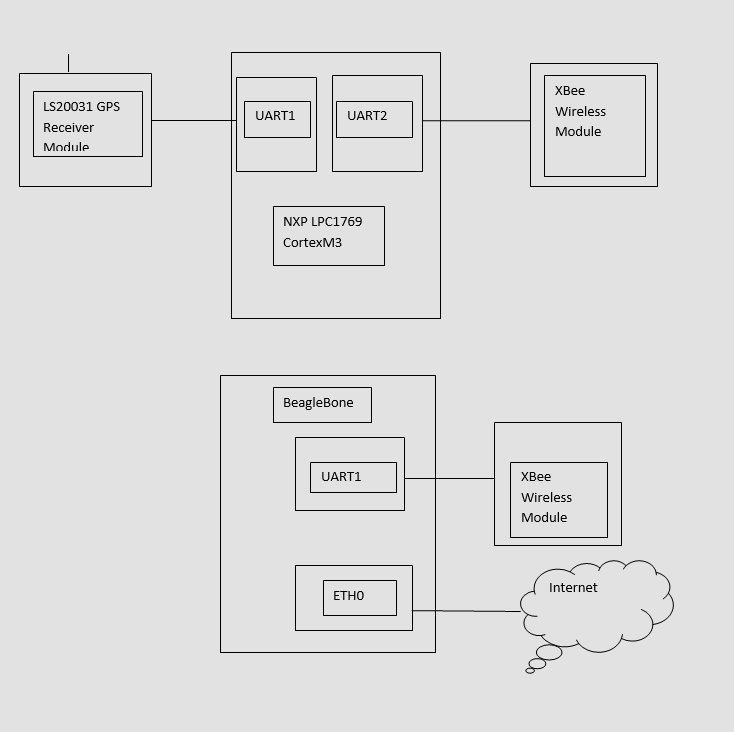 LS20031 GPS
Receiver
Module
UART1
UART2
XBee
Wireless
Module
NXP LPC1769
CortexM3
BeagleBone
UART1
XBee
Wireless
Module
ETH0
Internet